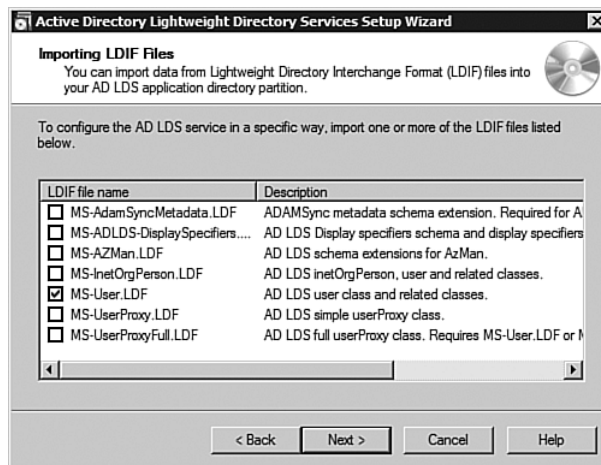 Active Directory Lightweight Directory Services Setup Wizard
Importing LDIF Files
You can import data from Lightweight Directory Interchange Format (LDIF) files into
your AD LDS application directory partition.
To configure the AD LDS service in a specific way, import one or more of the LDIF files listed
below.
LDIF file name Description
MS-AdamSyncMetadata.LDF ADAMSync metadata schema extension. Required for
MS-ADLDS-DisplaySpecifiers.... AD LDS Display specifiers schema and display specifiers
MS-AZMan.LDF AD LDS schema extensions for AzMan.
MS-InetOrgPerson.LDF AD LDS inetOrgPerson, user and related classes.
MS-User.LDF AD LDS user class and related classes.
MS-UserProxy.LDF AD LDS simple userProxy class.
MS-UserProxyFull.LDF AD LDS full userProxy class. Requires MS-User.LDF or
< Back Next > Cancel Help